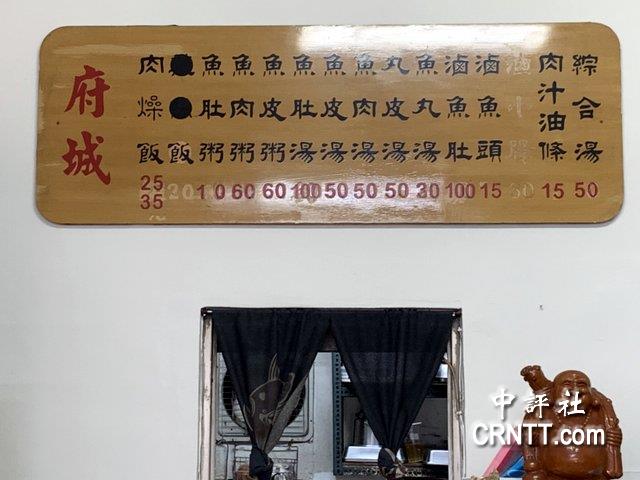 府城
肉燥飯 25 35
飯 20
魚肚粥 1 0
魚肉粥 60
魚皮粥 60
魚肚湯 100
魚皮湯 50
魚肉湯 50
丸皮湯 50
魚丸湯 30
滷魚肚 100
滷魚頭 15
肉汁油條 15
綜合湯 50
中評社
CRNTT.com